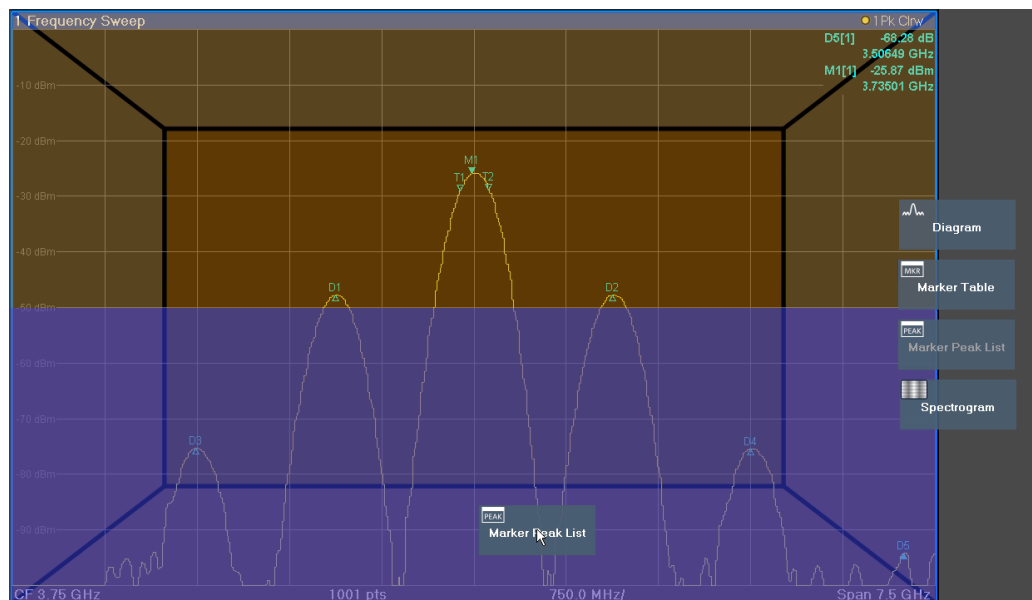 1 Frequency Sweep
1Pk Clrw
D5[1] -68.28 dB
3.50649 GHz
M1[1] -25.87 dBm
3.73501 GHz
-10 dBm
-20 dBm
M1
T1 T2
-30 dBm
Diagram
-40 dBm
MKR
Marker Table
D1 D2
-50 dBm
PEAK
Marker Peak List
-60 dBm
Spectrogram
-70 dBm
D3 D4
-80 dBm
PEAK
Marker Peak List
-90 dBm
D5
CF 3.75 GHz 1001 pts 750.0 MHz/ Span 7.5 GHz